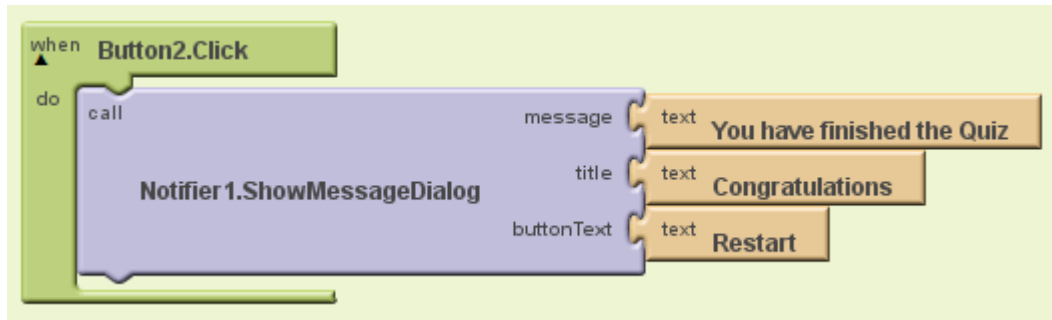 when Button2.Click
do
call
message text You have finished the Quiz
title text Congratulations
Notifier1.ShowMessageDialog
buttonText text Restart